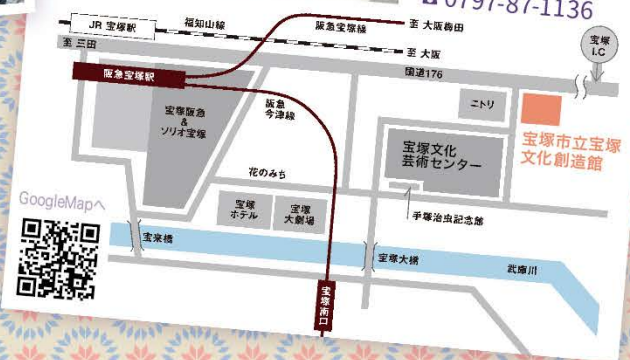 0797-87-1136
JR 宝塚駅
福知山線
阪急宝塚線
至 大阪梅田
至 三田
至 大阪
宝塚
I.C
阪急宝塚駅
国道176
宝塚阪急
&
ソリオ宝塚
阪急
今津線
ニトリ
宝塚市立宝塚
文化創造館
宝塚文化
芸術センター
花のみち
宝塚
ホテル
宝塚
大劇場
手塚治虫記念館
GoogleMapへ
宝来橋
宝塚大橋
武庫川
宝塚南口